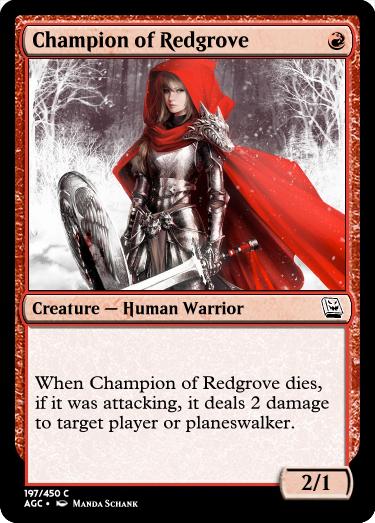 Champion of Redgrove
Creature — Human Warrior
When Champion of Redgrove dies,
if it was attacking, it deals 2 damage
to target player or planeswalker.
2/1
197/450 C
AGC • Manda Schank